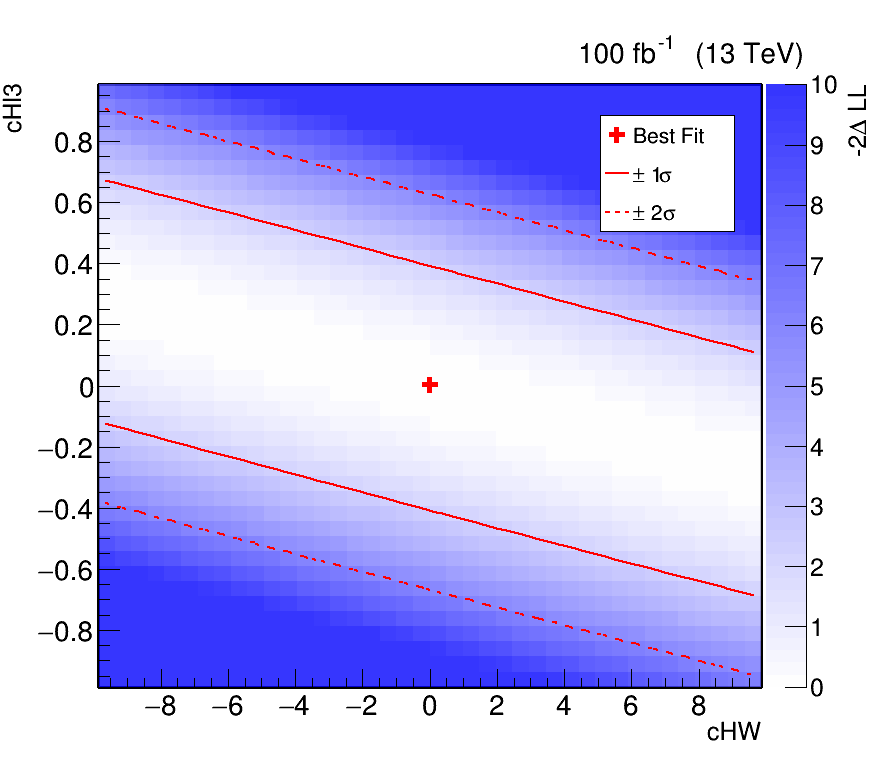 100 fb⁻¹ (13 TeV)
cHl3
-2Δ LL
Best Fit
± 1σ
± 2σ
0.8
0.6
0.4
0.2
0
−0.2
−0.4
−0.6
−0.8
10
9
8
7
6
5
4
3
2
1
0
−8 −6 −4 −2 0 2 4 6 8
cHW